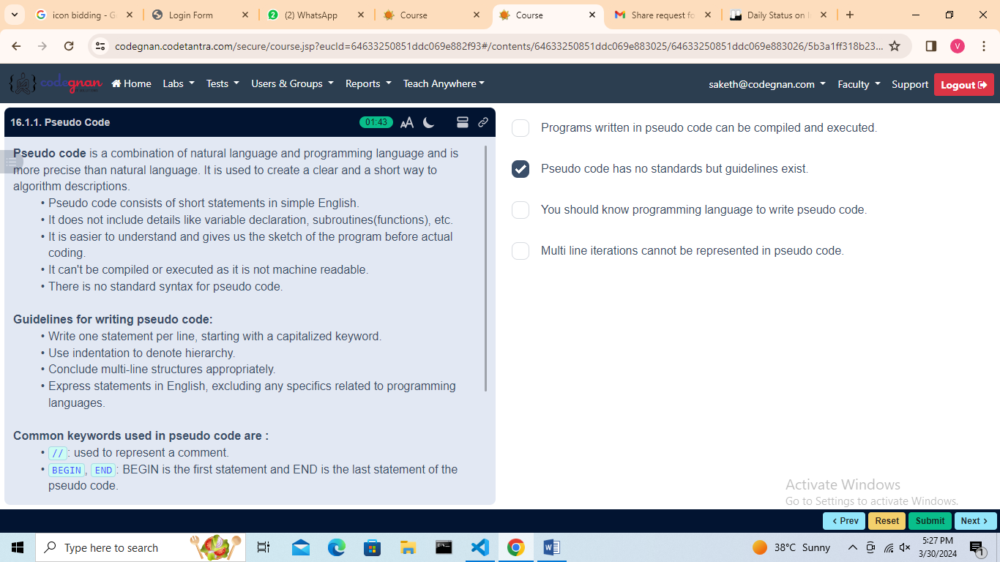 icon bidding - G
Login Form
(2) WhatsApp
Course
Course
Share request fo
Daily Status on
codegnan.codetantra.com/secure/course.jsp?eucId=64633250851ddc069e882f93#/contents/64633250851ddc069e883025/64633250851ddc069e883026/5b3a1ff318b23...
V
codegnan
Home
Labs
Tests
Users & Groups
Reports
Teach Anywhere
saketh@codegnan.com
Faculty
Support
Logout
16.1.1. Pseudo Code
01:43
AA
Pseudo code is a combination of natural language and programming language and is
more precise than natural language. It is used to create a clear and a short way to
algorithm descriptions.
• Pseudo code consists of short statements in simple English.
• It does not include details like variable declaration, subroutines(functions), etc.
• It is easier to understand and gives us the sketch of the program before actual
coding.
• It can't be compiled or executed as it is not machine readable.
• There is no standard syntax for pseudo code.
Guidelines for writing pseudo code:
• Write one statement per line, starting with a capitalized keyword.
• Use indentation to denote hierarchy.
• Conclude multi-line structures appropriately.
• Express statements in English, excluding any specifics related to programming
languages.
Common keywords used in pseudo code are :
• //: used to represent a comment.
• BEGIN, END: BEGIN is the first statement and END is the last statement of the
pseudo code.
Programs written in pseudo code can be compiled and executed.
Pseudo code has no standards but guidelines exist.
You should know programming language to write pseudo code.
Multi line iterations cannot be represented in pseudo code.
Activate Windows
Go to Settings to activate Windows.
< Prev
Reset
Submit
Next >
Type here to search
38°C Sunny
5:27 PM
3/30/2024
1